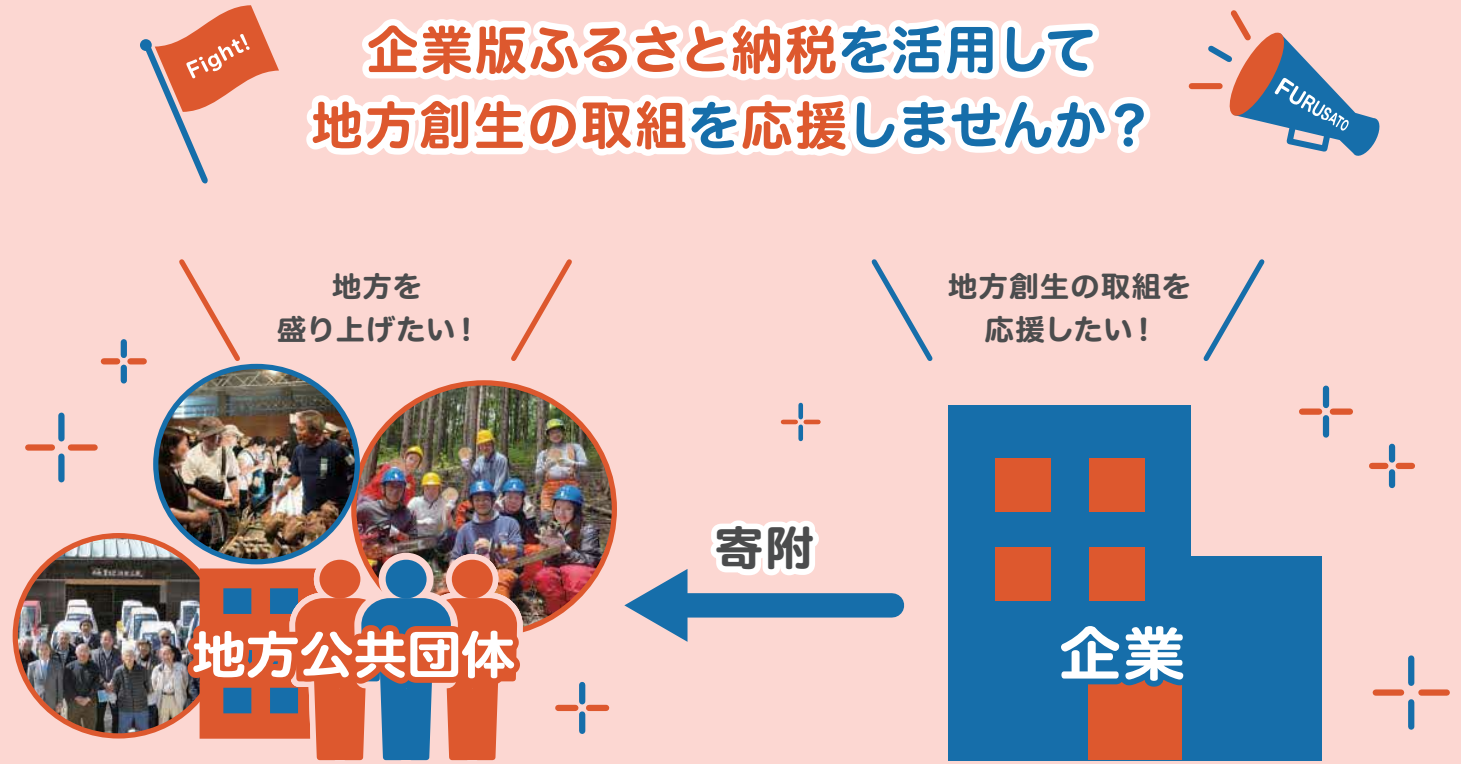 Fight!
企業版ふるさと納税を活用して
地方創生の取組を応援しませんか？
FURUSATO
地方を
盛り上げたい！
地方創生の取組を
応援したい！
寄附
地方公共団体
企業